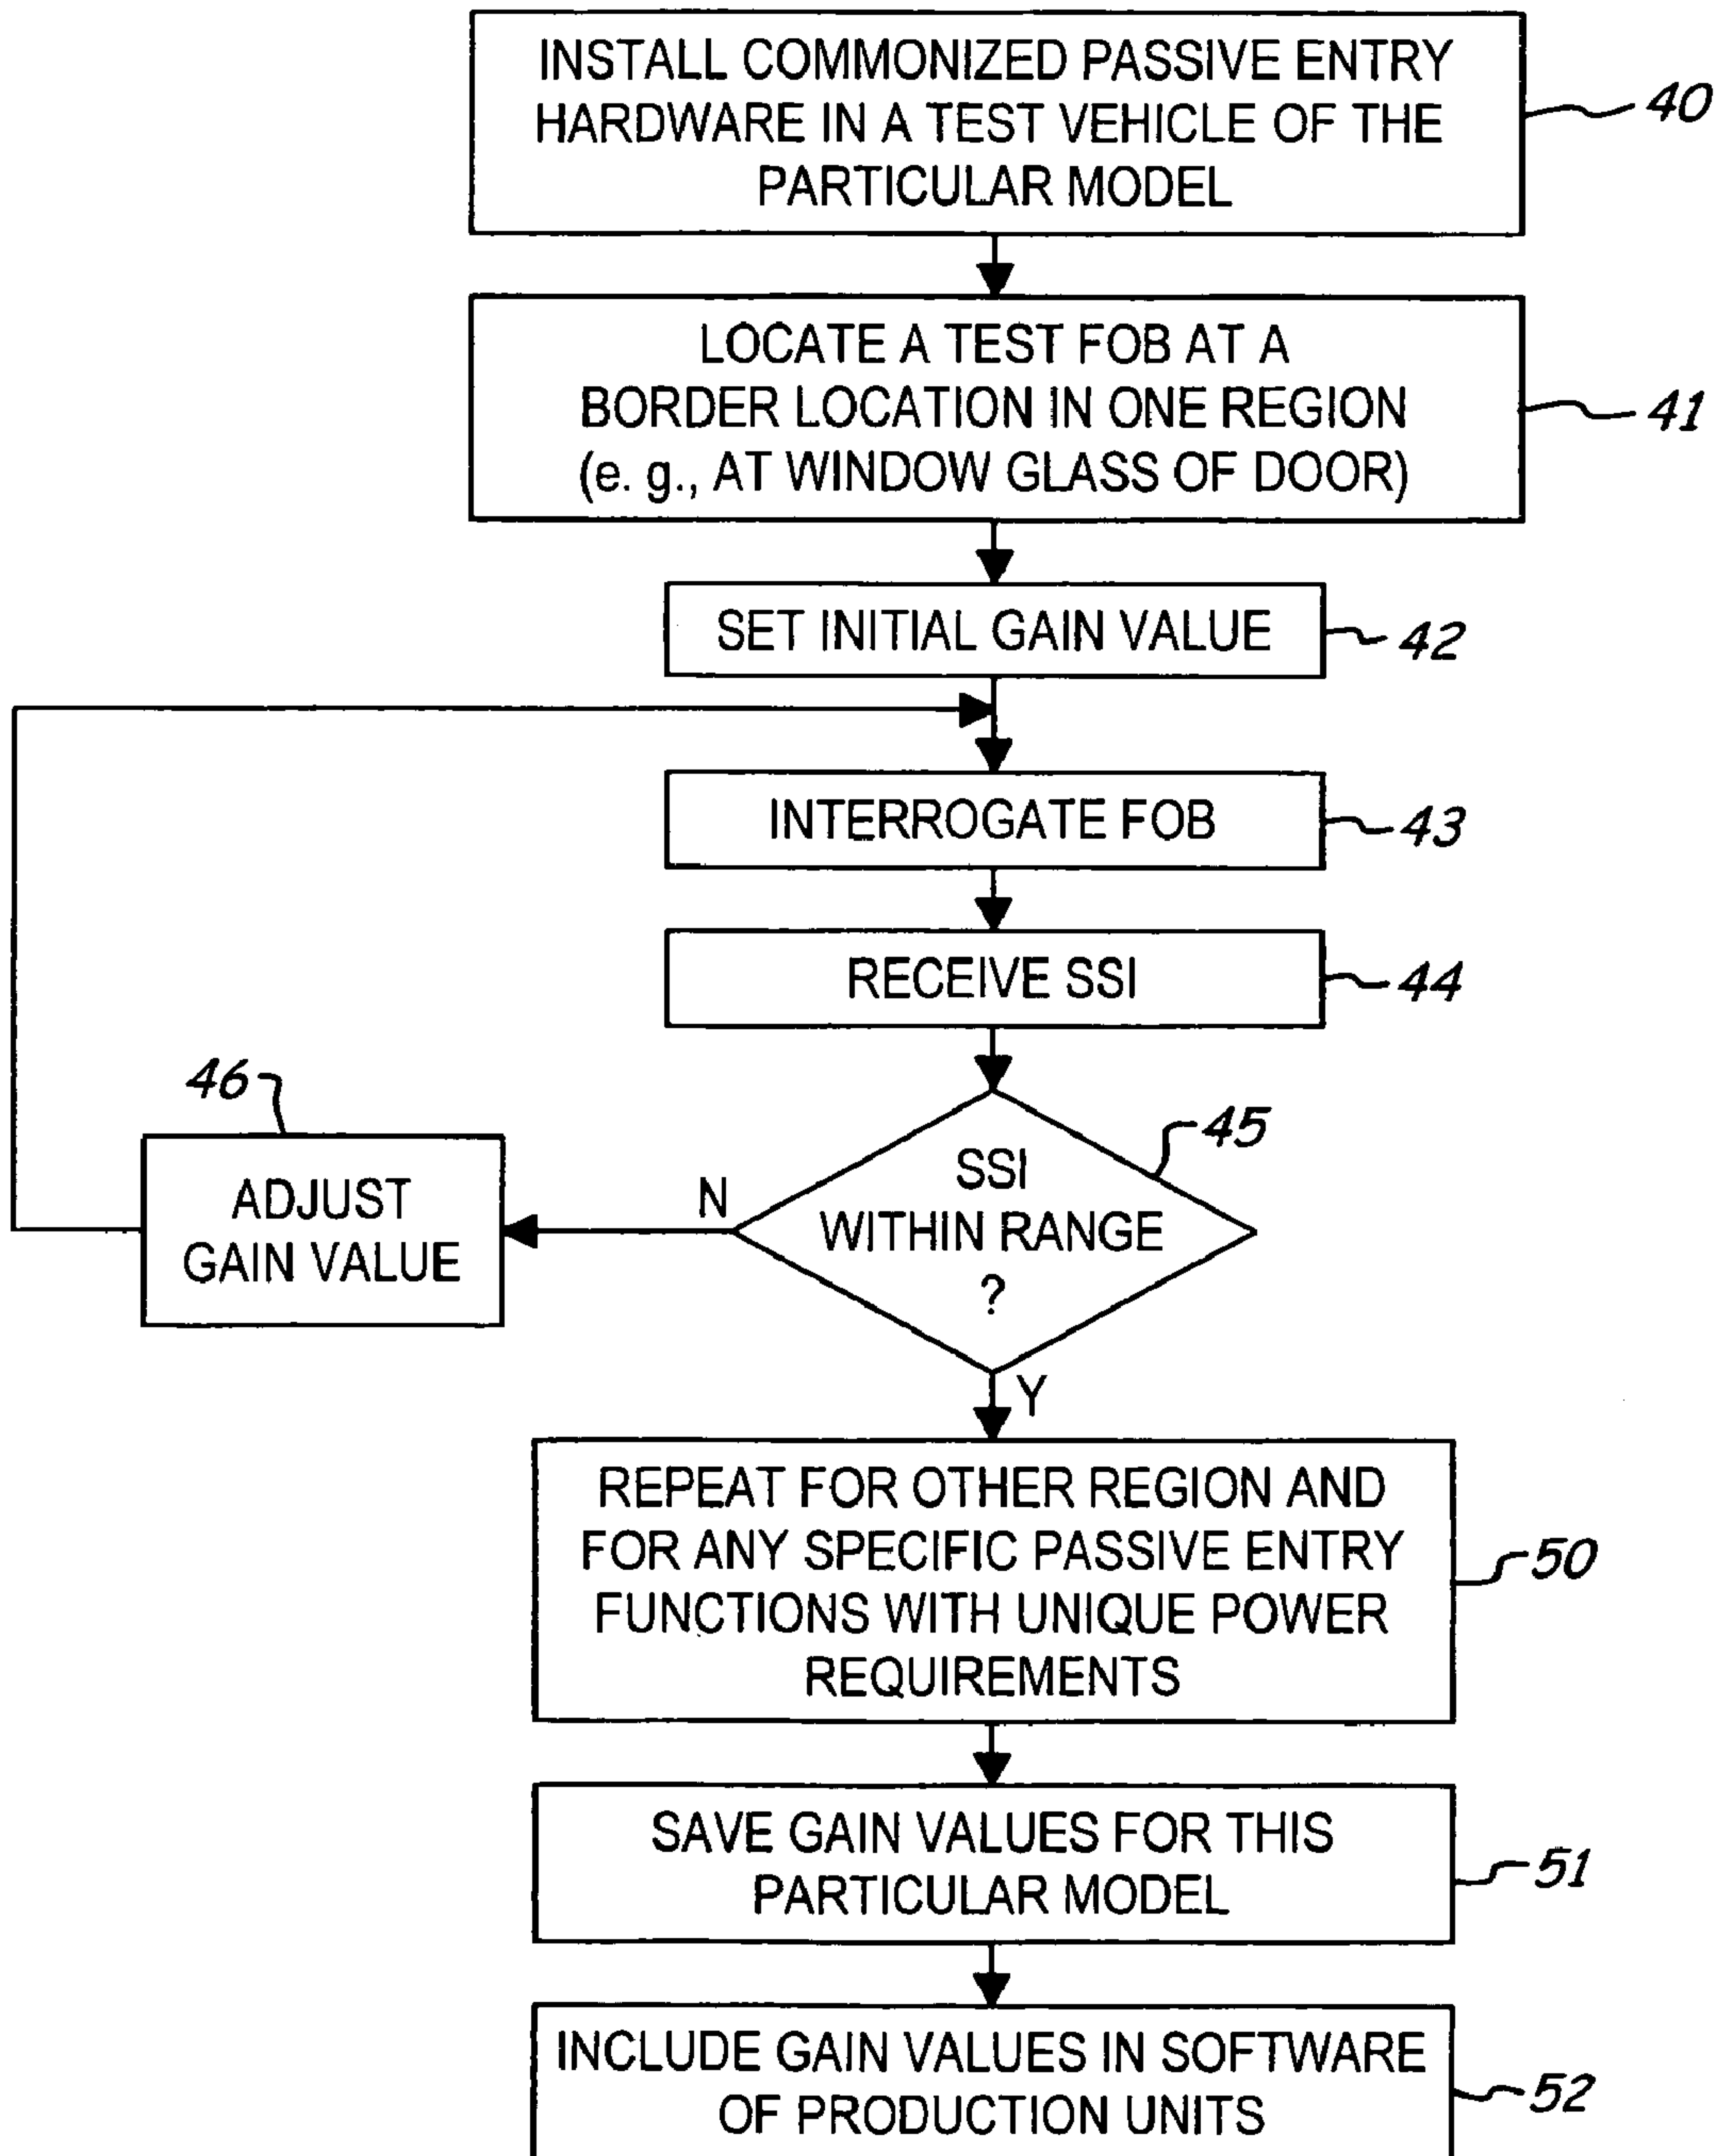 INSTALL COMMONIZED PASSIVE ENTRY
HARDWARE IN A TEST VEHICLE OF THE
PARTICULAR MODEL
40
LOCATE A TEST FOB AT A
BORDER LOCATION IN ONE REGION
(e. g., AT WINDOW GLASS OF DOOR)
41
SET INITIAL GAIN VALUE
42
INTERROGATE FOB
43
RECEIVE SSI
44
SSI
WITHIN RANGE
?
45
N
46
ADJUST
GAIN VALUE
Y
REPEAT FOR OTHER REGION AND
FOR ANY SPECIFIC PASSIVE ENTRY
FUNCTIONS WITH UNIQUE POWER
REQUIREMENTS
50
SAVE GAIN VALUES FOR THIS
PARTICULAR MODEL
51
INCLUDE GAIN VALUES IN SOFTWARE
OF PRODUCTION UNITS
52